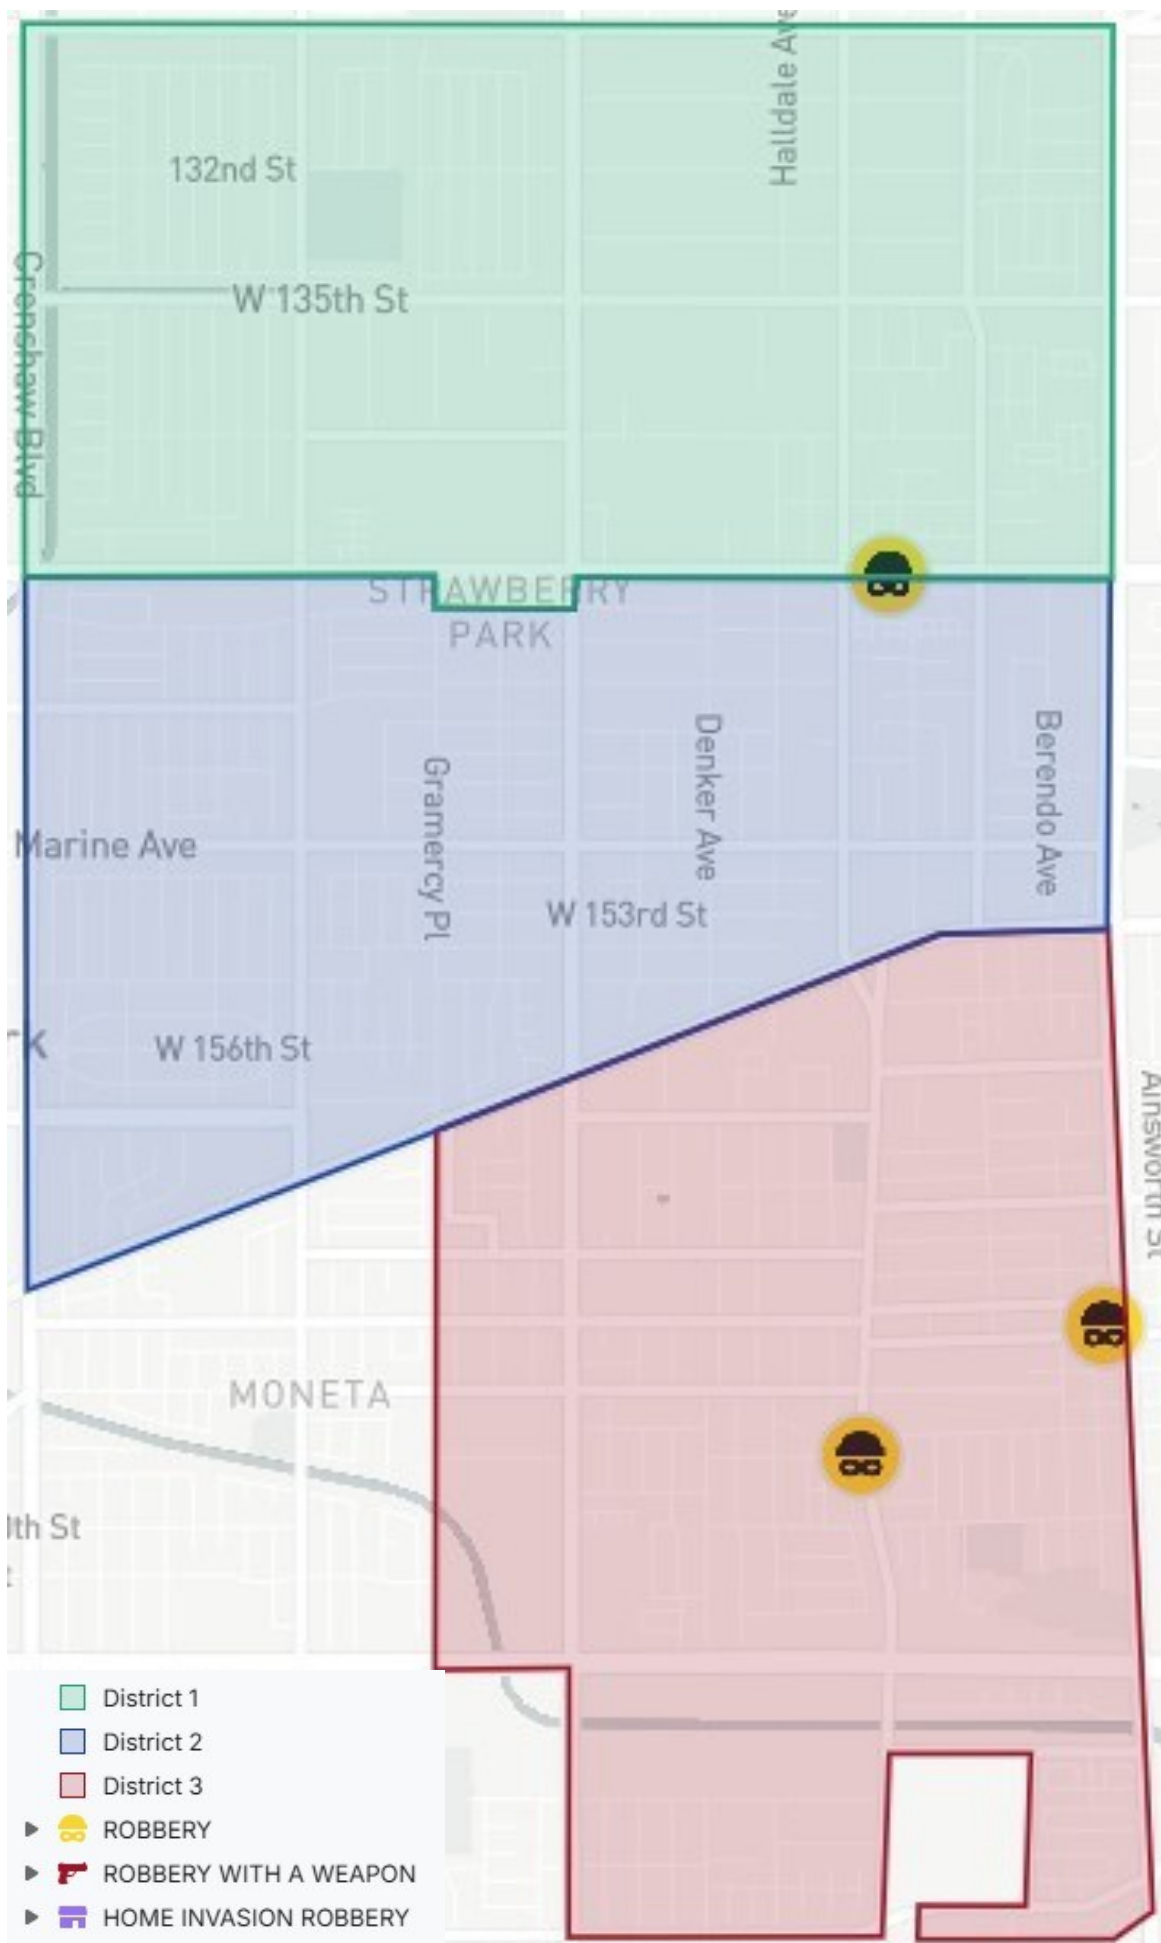 Halldale Ave
132nd St
Crenshaw Blvd
W 135th St
STRAWBERRY
PARK
Denker Ave
Berendo Ave
Gramercy Pl
Marine Ave
W 153rd St
W 156th St
Ainsworth St
MONETA
th St
District 1
District 2
District 3
ROBBERY
ROBBERY WITH A WEAPON
HOME INVASION ROBBERY